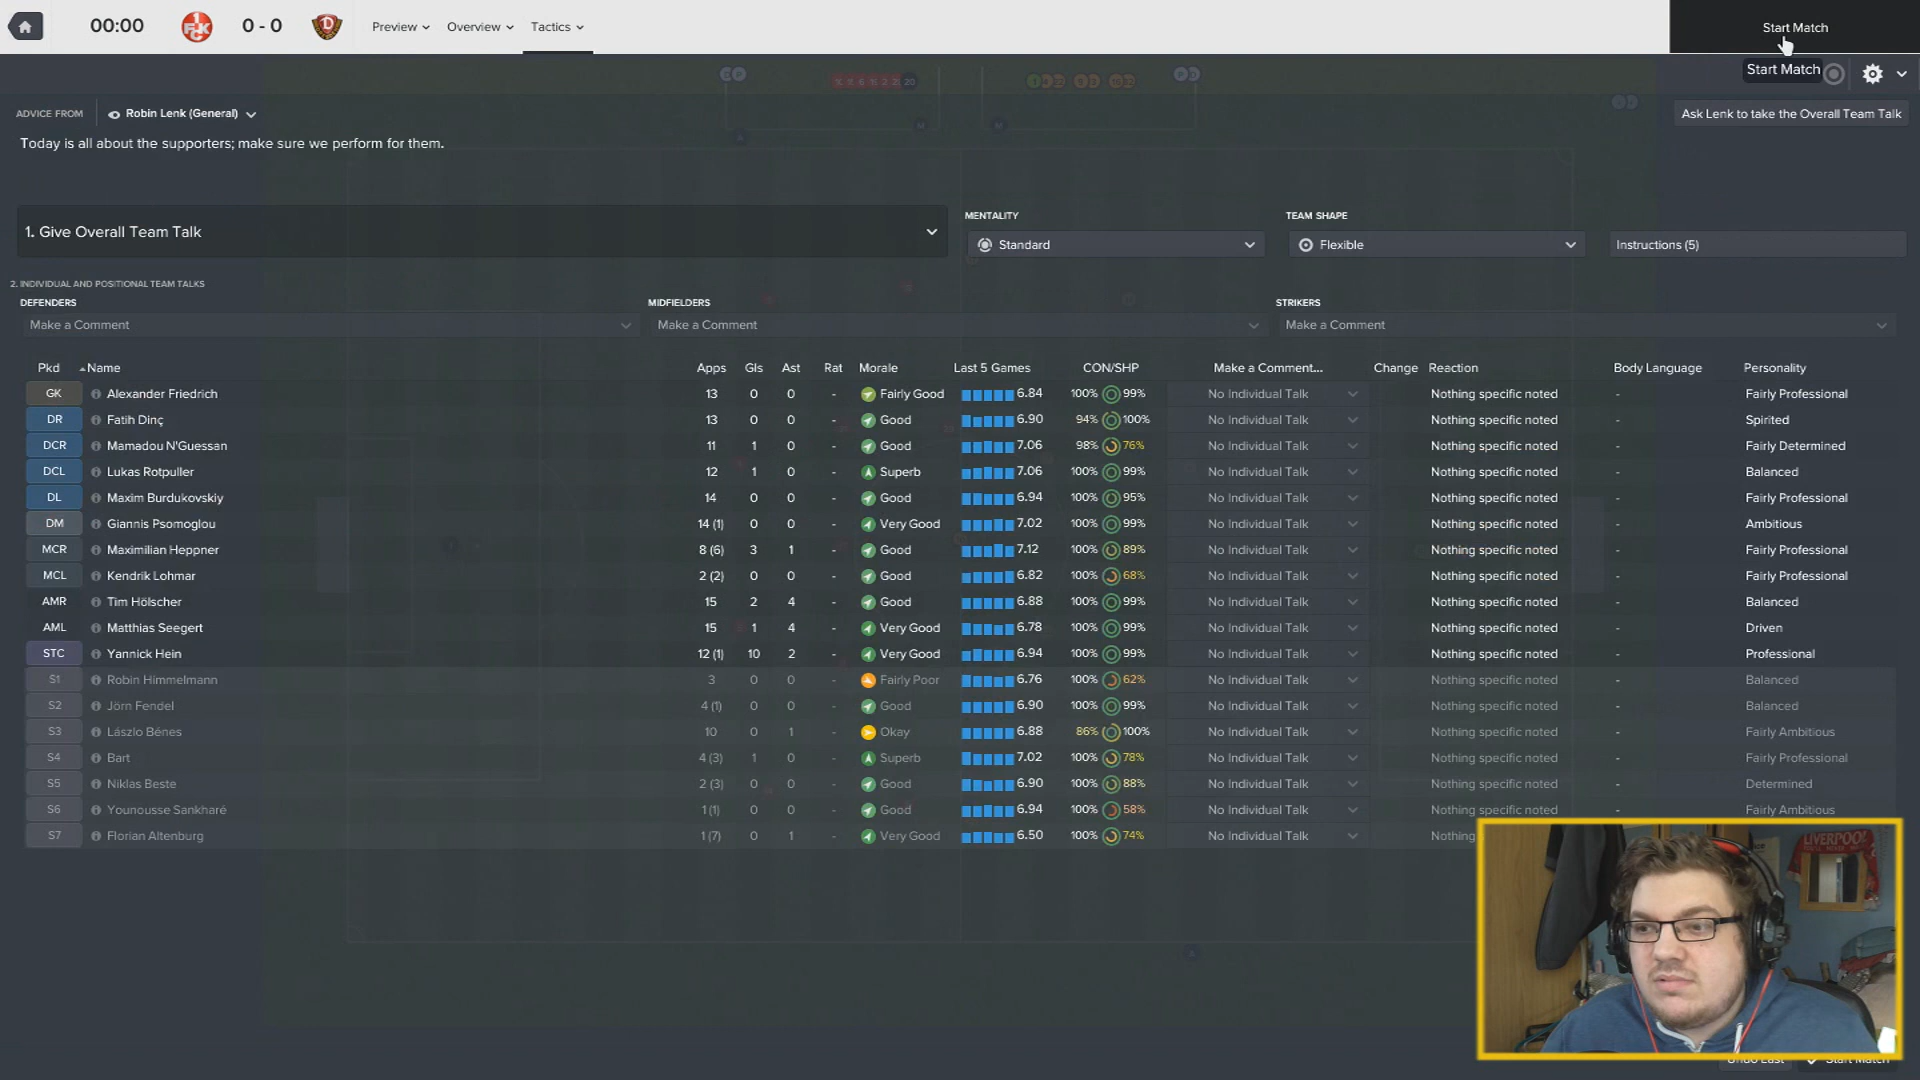 00:00 0 - 0 Preview Overview Tactics Start Match
Start Match
ADVICE FROM Robin Lenk (General) Ask Lenk to take the Overall Team Talk
Today is all about the supporters; make sure we perform for them.
1. Give Overall Team Talk
MENTALITY TEAM SHAPE
Standard Flexible Instructions (5)
2. INDIVIDUAL AND POSITIONAL TEAM TALKS
DEFENDERS MIDFIELDERS STRIKERS
Make a Comment Make a Comment Make a Comment
Pkd Name Apps Gls Ast Rat Morale Last 5 Games CON/SHP Make a Comment... Change Reaction Body Language Personality
GK Alexander Friedrich 13 0 0 - Fairly Good 6.84 100% 99% No Individual Talk Nothing specific noted - Fairly Professional
DR Fatih Dinç 13 0 0 - Good 6.90 94% 100% No Individual Talk Nothing specific noted - Spirited
DCR Mamadou N'Guessan 11 1 0 - Good 7.06 98% 76% No Individual Talk Nothing specific noted - Fairly Determined
DCL Lukas Rotpuller 12 1 0 - Superb 7.06 100% 99% No Individual Talk Nothing specific noted - Balanced
DL Maxim Burdukovskiy 14 0 0 - Good 6.94 100% 95% No Individual Talk Nothing specific noted - Fairly Professional
DM Giannis Psomoglou 14 (1) 0 0 - Very Good 7.02 100% 99% No Individual Talk Nothing specific noted - Ambitious
MCR Maximilian Heppner 8 (6) 3 1 - Good 7.12 100% 89% No Individual Talk Nothing specific noted - Fairly Professional
MCL Kendrik Lohmar 2 (2) 0 0 - Good 6.82 100% 68% No Individual Talk Nothing specific noted - Fairly Professional
AMR Tim Hölscher 15 2 4 - Good 6.88 100% 99% No Individual Talk Nothing specific noted - Balanced
AML Matthias Seegert 15 1 4 - Very Good 6.78 100% 99% No Individual Talk Nothing specific noted - Driven
STC Yannick Hein 12 (1) 10 2 - Very Good 6.94 100% 99% No Individual Talk Nothing specific noted - Professional
S1 Robin Himmelmann 3 0 0 - Fairly Poor 6.76 100% 62% No Individual Talk Nothing specific noted - Balanced
S2 Jörn Fendel 4 (1) 0 0 - Good 6.90 100% 99% No Individual Talk Nothing specific noted - Balanced
S3 László Bénes 10 0 1 - Okay 6.88 86% 100% No Individual Talk Nothing specific noted - Fairly Ambitious
S4 Bart 4 (3) 1 0 - Superb 7.02 100% 78% No Individual Talk Nothing specific noted - Fairly Professional
S5 Niklas Beste 2 (3) 0 0 - Good 6.90 100% 88% No Individual Talk Nothing specific noted - Determined
S6 Younousse Sankharé 1 (1) 0 0 - Good 6.94 100% 58% No Individual Talk Nothing specific noted - Fairly Ambitious
S7 Florian Altenburg 1 (7) 0 1 - Very Good 6.50 100% 74% No Individual Talk Nothing
LIVERPOOL
Undo Last Start Match